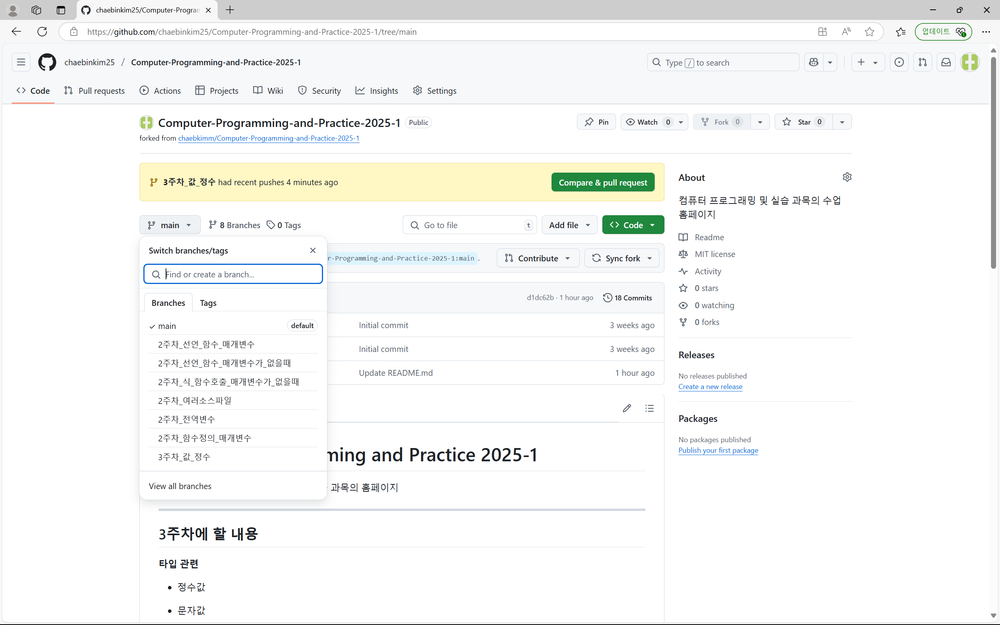 chaebinkim25/Computer-Program
https://github.com/chaebinkim25/Computer-Programming-and-Practice-2025-1/tree/main
업데이트
chaebinkim25 / Computer-Programming-and-Practice-2025-1
Type / to search
Code Pull requests Actions Projects Wiki Security Insights Settings
Computer-Programming-and-Practice-2025-1 Public
Pin Watch 0 Fork 0 Star 0
forked from chaebkimm/Computer-Programming-and-Practice-2025-1
3주차_값_정수 had recent pushes 4 minutes ago
Compare & pull request
main 8 Branches 0 Tags
Go to file t Add file Code
Switch branches/tags
Find or create a branch...
Branches Tags
main default
2주차_선언_함수_매개변수
2주차_선언_함수_매개변수가_없을때
2주차_식_함수호출_매개변수가_없을때
2주차_여러소스파일
2주차_전역변수
2주차_함수정의_매개변수
3주차_값_정수
View all branches
r-Programming-and-Practice-2025-1:main .
Contribute Sync fork
d1dc62b · 1 hour ago 18 Commits
Initial commit 3 weeks ago
Initial commit 3 weeks ago
Update README.md 1 hour ago
ming and Practice 2025-1
과목의 홈페이지
3주차에 할 내용
타입 관련
• 정수값
• 문자값
About
컴퓨터 프로그래밍 및 실습 과목의 수업
홈페이지
Readme
MIT license
Activity
0 stars
0 watching
0 forks
Releases
No releases published
Create a new release
Packages
No packages published
Publish your first package